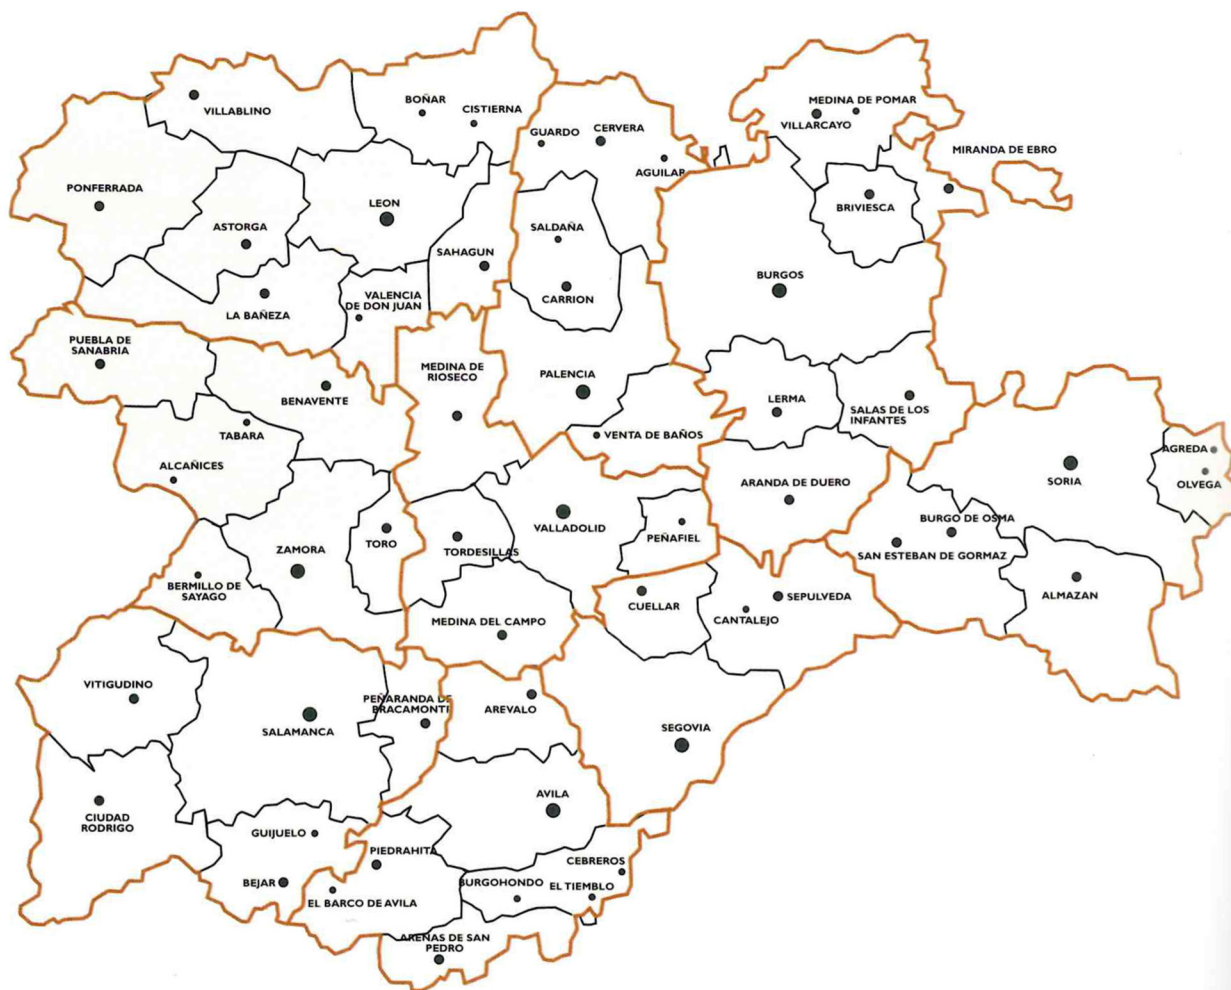 VILLABLINO
BOÑAR
CISTIERNA
GUARDO
CERVERA
AGUILAR
MEDINA DE POMAR
VILLARCAYO
MIRANDA DE EBRO
PONFERRADA
ASTORGA
LEON
SAHAGUN
SALDAÑA
CARRION
BRIVIESCA
BURGOS
LA BAÑEZA
VALENCIA
DE DON JUAN
PUEBLA DE
SANABRIA
BENAVENTE
MEDINA DE
RIOSECO
PALENCIA
LERMA
SALAS DE LOS
INFANTES
TABARA
ALCAÑICES
VENTA DE BAÑOS
AGREDA
OLVEGA
SORIA
ARANDA DE DUERO
ZAMORA
TORO
TORDESILLAS
VALLADOLID
PEÑAFIEL
BURGO DE OSMA
SAN ESTEBAN DE GORMAZ
BERMILLO DE
SAYAGO
MEDINA DEL CAMPO
CUELLAR
SEPULVEDA
CANTALEJO
ALMAZAN
VITIGUDINO
SALAMANCA
PEÑARANDA DE
BRACAMONTE
AREVALO
SEGOVIA
CIUDAD
RODRIGO
AVILA
GUIJUELO
PIEDRAHITA
BEJAR
EL BARCO DE AVILA
BURGOHONDO
CEBREROS
EL TIEMBLO
ARENAS DE SAN
PEDRO